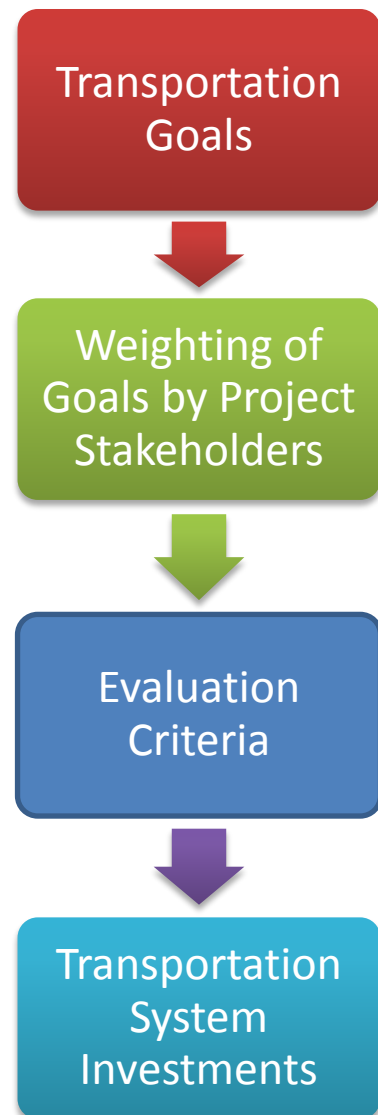 Transportation
Goals
Weighting of
Goals by Project
Stakeholders
Evaluation
Criteria
Transportation
System
Investments